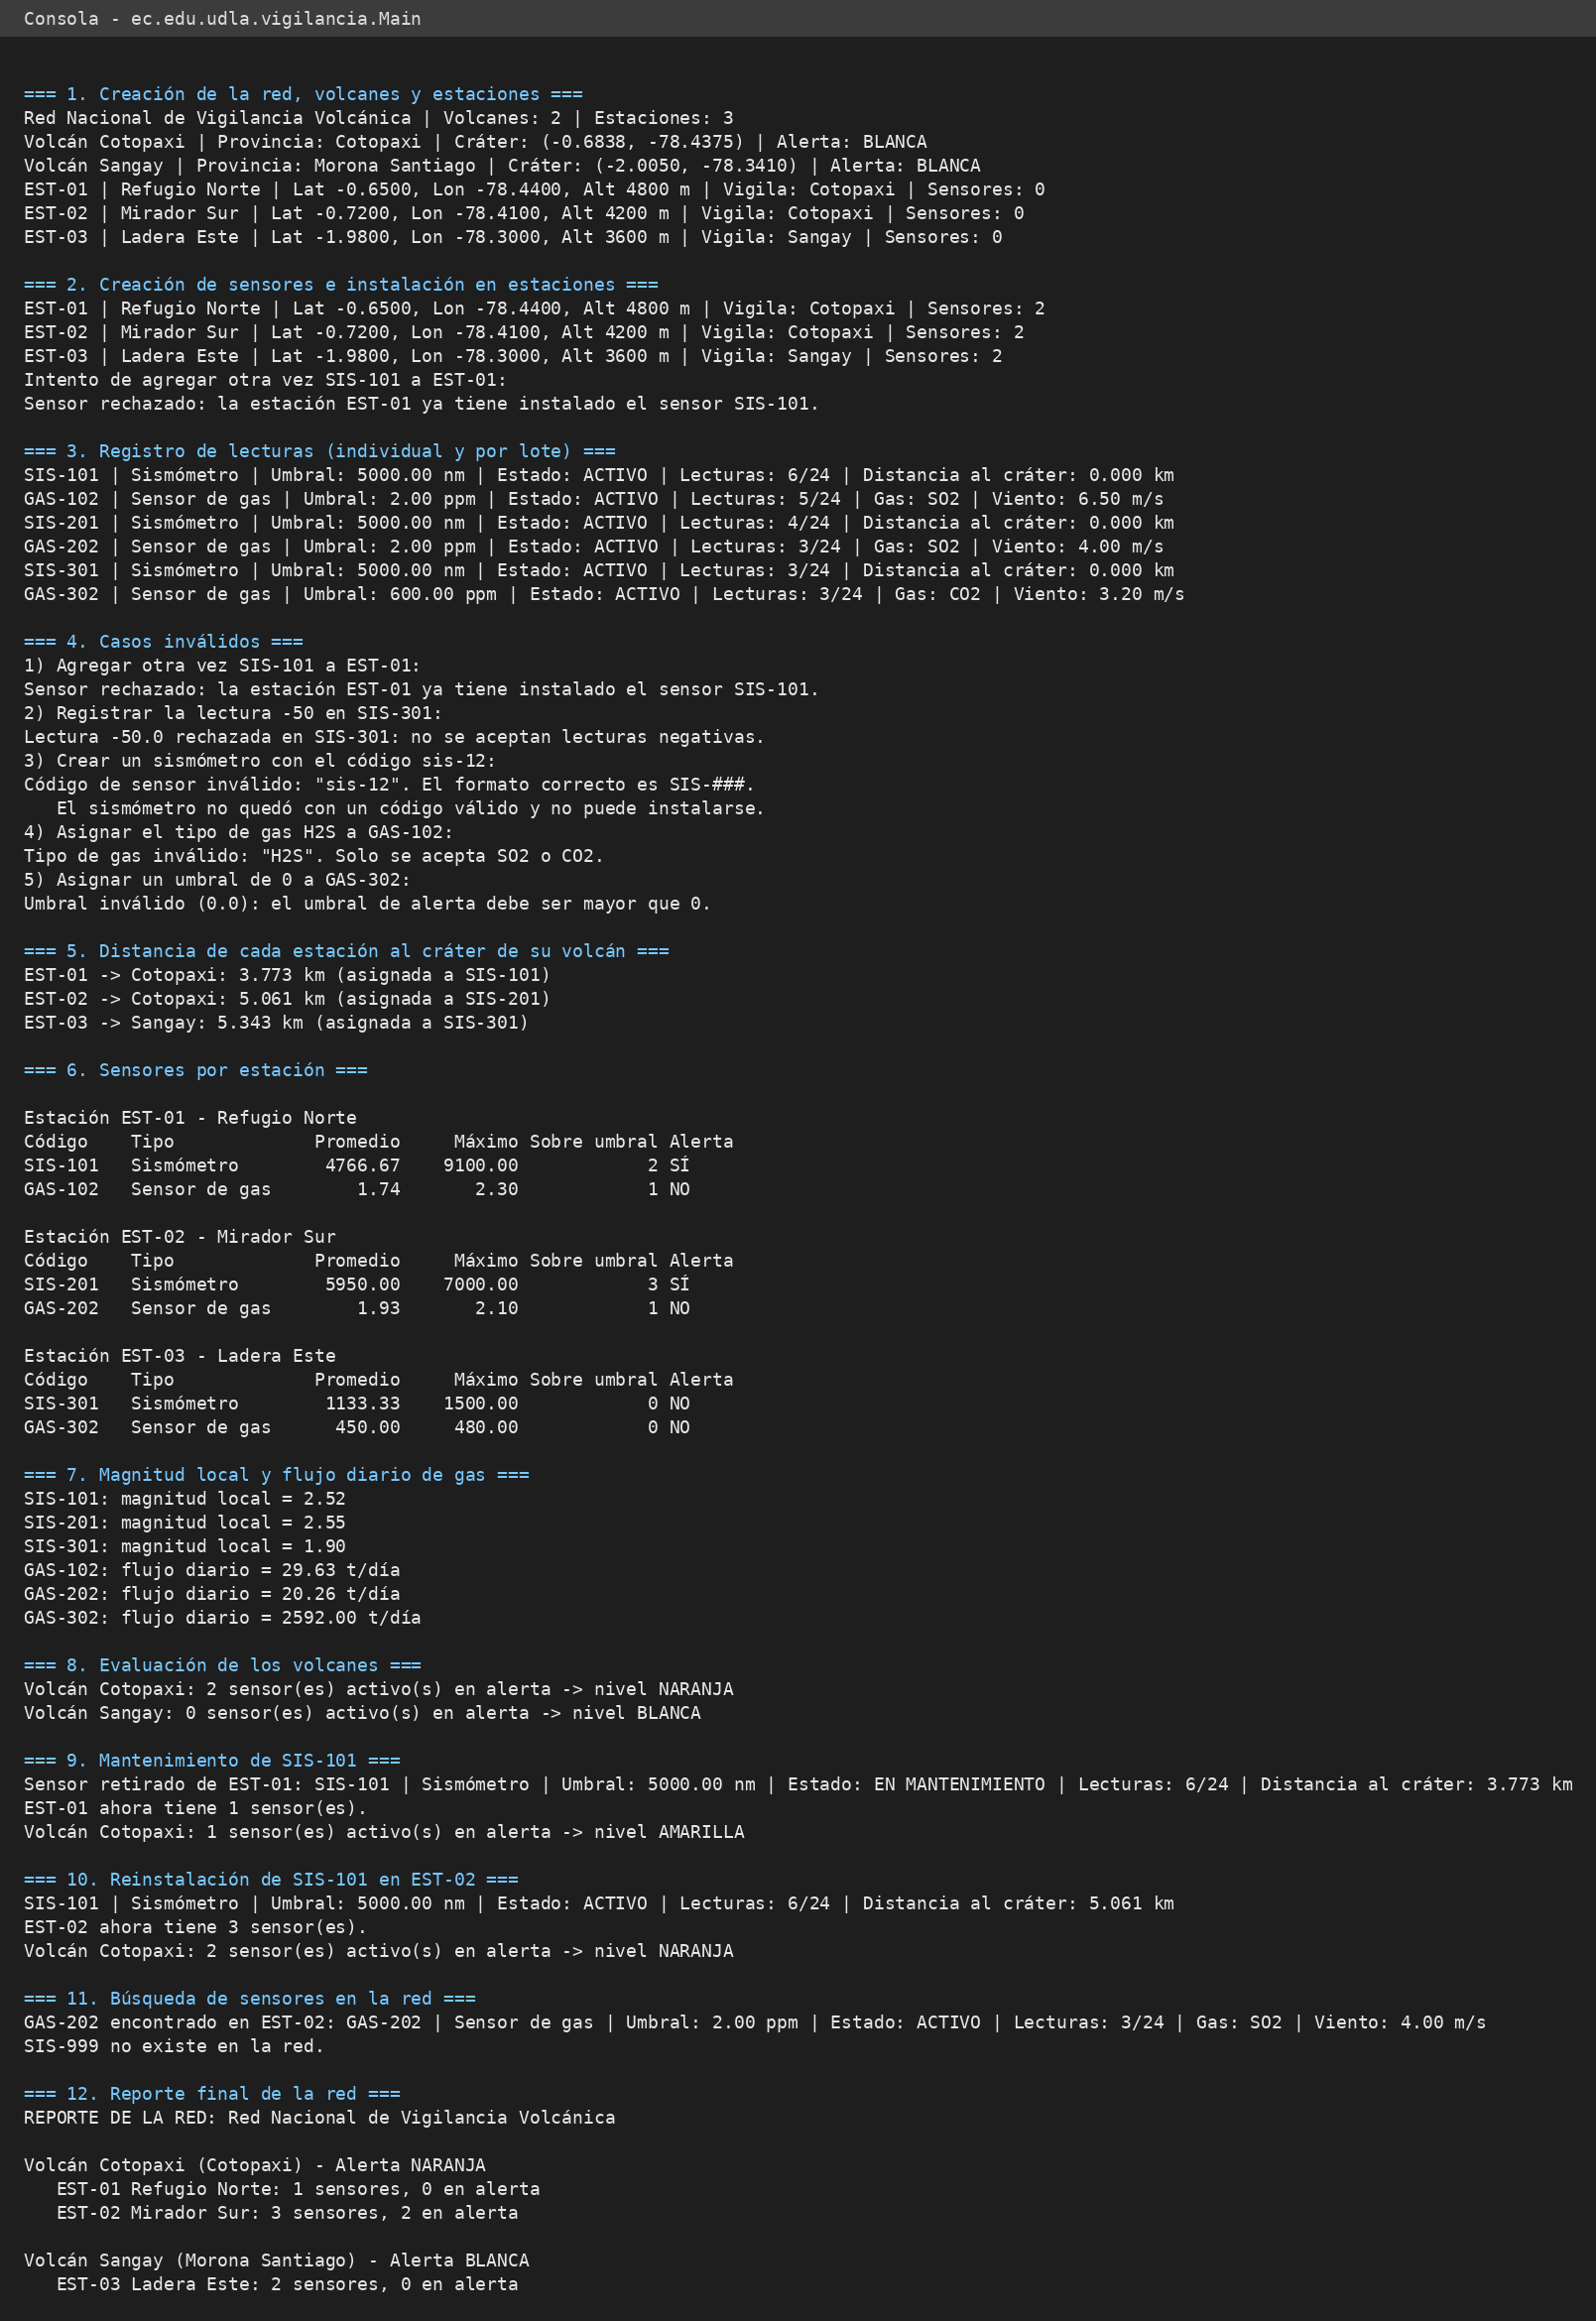 Consola - ec.edu.udla.vigilancia.Main
=== 1. Creación de la red, volcanes y estaciones ===
Red Nacional de Vigilancia Volcánica | Volcanes: 2 | Estaciones: 3
Volcán Cotopaxi | Provincia: Cotopaxi | Cráter: (-0.6838, -78.4375) | Alerta: BLANCA
Volcán Sangay | Provincia: Morona Santiago | Cráter: (-2.0050, -78.3410) | Alerta: BLANCA
EST-01 | Refugio Norte | Lat -0.6500, Lon -78.4400, Alt 4800 m | Vigila: Cotopaxi | Sensores: 0
EST-02 | Mirador Sur | Lat -0.7200, Lon -78.4100, Alt 4200 m | Vigila: Cotopaxi | Sensores: 0
EST-03 | Ladera Este | Lat -1.9800, Lon -78.3000, Alt 3600 m | Vigila: Sangay | Sensores: 0
=== 2. Creación de sensores e instalación en estaciones ===
EST-01 | Refugio Norte | Lat -0.6500, Lon -78.4400, Alt 4800 m | Vigila: Cotopaxi | Sensores: 2
EST-02 | Mirador Sur | Lat -0.7200, Lon -78.4100, Alt 4200 m | Vigila: Cotopaxi | Sensores: 2
EST-03 | Ladera Este | Lat -1.9800, Lon -78.3000, Alt 3600 m | Vigila: Sangay | Sensores: 2
Intento de agregar otra vez SIS-101 a EST-01:
Sensor rechazado: la estación EST-01 ya tiene instalado el sensor SIS-101.
=== 3. Registro de lecturas (individual y por lote) ===
SIS-101 | Sismómetro | Umbral: 5000.00 nm | Estado: ACTIVO | Lecturas: 6/24 | Distancia al cráter: 0.000 km
GAS-102 | Sensor de gas | Umbral: 2.00 ppm | Estado: ACTIVO | Lecturas: 5/24 | Gas: SO2 | Viento: 6.50 m/s
SIS-201 | Sismómetro | Umbral: 5000.00 nm | Estado: ACTIVO | Lecturas: 4/24 | Distancia al cráter: 0.000 km
GAS-202 | Sensor de gas | Umbral: 2.00 ppm | Estado: ACTIVO | Lecturas: 3/24 | Gas: SO2 | Viento: 4.00 m/s
SIS-301 | Sismómetro | Umbral: 5000.00 nm | Estado: ACTIVO | Lecturas: 3/24 | Distancia al cráter: 0.000 km
GAS-302 | Sensor de gas | Umbral: 600.00 ppm | Estado: ACTIVO | Lecturas: 3/24 | Gas: CO2 | Viento: 3.20 m/s
=== 4. Casos inválidos ===
1) Agregar otra vez SIS-101 a EST-01:
Sensor rechazado: la estación EST-01 ya tiene instalado el sensor SIS-101.
2) Registrar la lectura -50 en SIS-301:
Lectura -50.0 rechazada en SIS-301: no se aceptan lecturas negativas.
3) Crear un sismómetro con el código sis-12:
Código de sensor inválido: "sis-12". El formato correcto es SIS-###.
El sismómetro no quedó con un código válido y no puede instalarse.
4) Asignar el tipo de gas H2S a GAS-102:
Tipo de gas inválido: "H2S". Solo se acepta SO2 o CO2.
5) Asignar un umbral de 0 a GAS-302:
Umbral inválido (0.0): el umbral de alerta debe ser mayor que 0.
=== 5. Distancia de cada estación al cráter de su volcán ===
EST-01 -> Cotopaxi: 3.773 km (asignada a SIS-101)
EST-02 -> Cotopaxi: 5.061 km (asignada a SIS-201)
EST-03 -> Sangay: 5.343 km (asignada a SIS-301)
=== 6. Sensores por estación ===
Estación EST-01 - Refugio Norte
Código Tipo Promedio Máximo Sobre umbral Alerta
SIS-101 Sismómetro 4766.67 9100.00 2 SÍ
GAS-102 Sensor de gas 1.74 2.30 1 NO
Estación EST-02 - Mirador Sur
Código Tipo Promedio Máximo Sobre umbral Alerta
SIS-201 Sismómetro 5950.00 7000.00 3 SÍ
GAS-202 Sensor de gas 1.93 2.10 1 NO
Estación EST-03 - Ladera Este
Código Tipo Promedio Máximo Sobre umbral Alerta
SIS-301 Sismómetro 1133.33 1500.00 0 NO
GAS-302 Sensor de gas 450.00 480.00 0 NO
=== 7. Magnitud local y flujo diario de gas ===
SIS-101: magnitud local = 2.52
SIS-201: magnitud local = 2.55
SIS-301: magnitud local = 1.90
GAS-102: flujo diario = 29.63 t/día
GAS-202: flujo diario = 20.26 t/día
GAS-302: flujo diario = 2592.00 t/día
=== 8. Evaluación de los volcanes ===
Volcán Cotopaxi: 2 sensor(es) activo(s) en alerta -> nivel NARANJA
Volcán Sangay: 0 sensor(es) activo(s) en alerta -> nivel BLANCA
=== 9. Mantenimiento de SIS-101 ===
Sensor retirado de EST-01: SIS-101 | Sismómetro | Umbral: 5000.00 nm | Estado: EN MANTENIMIENTO | Lecturas: 6/24 | Distancia al cráter: 3.773 km
EST-01 ahora tiene 1 sensor(es).
Volcán Cotopaxi: 1 sensor(es) activo(s) en alerta -> nivel AMARILLA
=== 10. Reinstalación de SIS-101 en EST-02 ===
SIS-101 | Sismómetro | Umbral: 5000.00 nm | Estado: ACTIVO | Lecturas: 6/24 | Distancia al cráter: 5.061 km
EST-02 ahora tiene 3 sensor(es).
Volcán Cotopaxi: 2 sensor(es) activo(s) en alerta -> nivel NARANJA
=== 11. Búsqueda de sensores en la red ===
GAS-202 encontrado en EST-02: GAS-202 | Sensor de gas | Umbral: 2.00 ppm | Estado: ACTIVO | Lecturas: 3/24 | Gas: SO2 | Viento: 4.00 m/s
SIS-999 no existe en la red.
=== 12. Reporte final de la red ===
REPORTE DE LA RED: Red Nacional de Vigilancia Volcánica
Volcán Cotopaxi (Cotopaxi) - Alerta NARANJA
EST-01 Refugio Norte: 1 sensores, 0 en alerta
EST-02 Mirador Sur: 3 sensores, 2 en alerta
Volcán Sangay (Morona Santiago) - Alerta BLANCA
EST-03 Ladera Este: 2 sensores, 0 en alerta